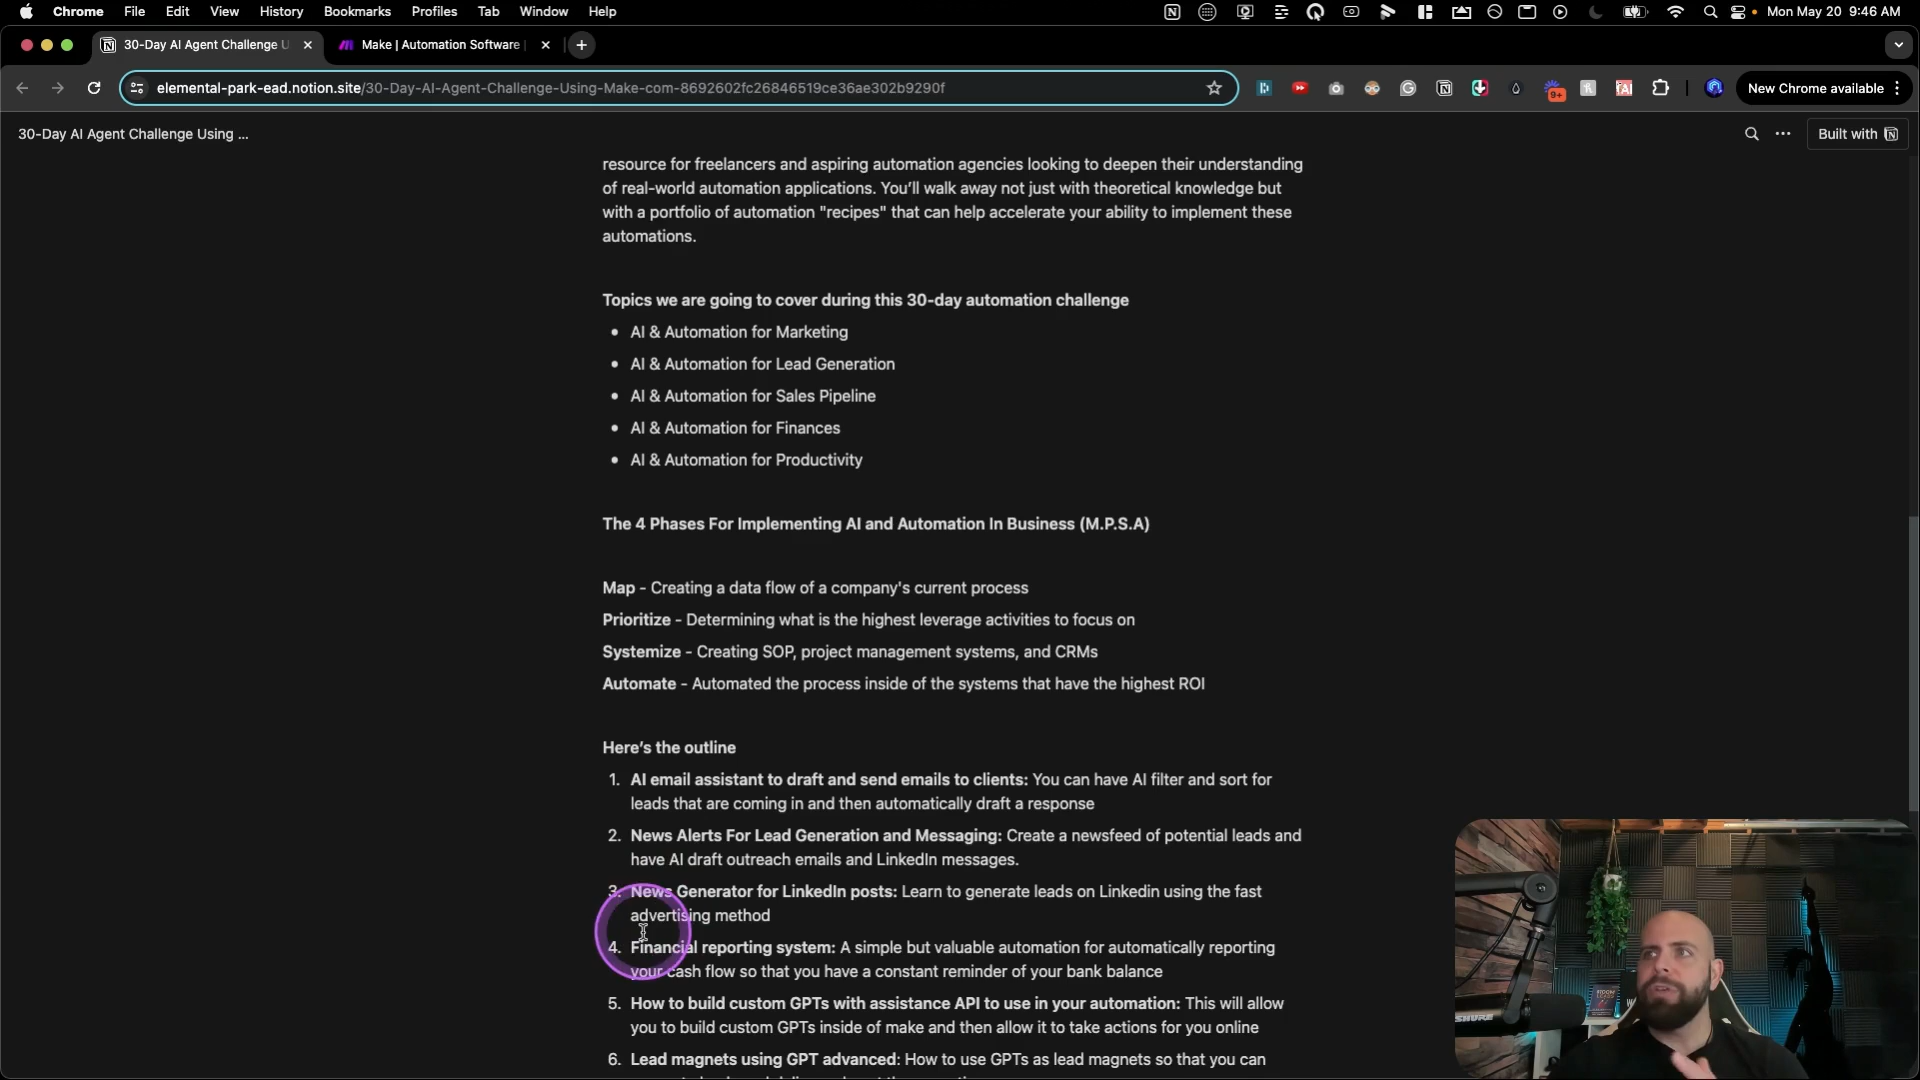 Chrome File Edit View History Bookmarks Profiles Tab Window Help Mon May 20 9:46 AM
30-Day AI Agent Challenge U Make | Automation Software
elemental-park-ead.notion.site/30-Day-AI-Agent-Challenge-Using-Make-com-8692602fc26846519ce36ae302b9290f 9+ New Chrome available
30-Day AI Agent Challenge Using ... Built with
resource for freelancers and aspiring automation agencies looking to deepen their understanding
of real-world automation applications. You’ll walk away not just with theoretical knowledge but
with a portfolio of automation "recipes" that can help accelerate your ability to implement these
automations.
Topics we are going to cover during this 30-day automation challenge
• AI & Automation for Marketing
• AI & Automation for Lead Generation
• AI & Automation for Sales Pipeline
• AI & Automation for Finances
• AI & Automation for Productivity
The 4 Phases For Implementing AI and Automation In Business (M.P.S.A)
Map - Creating a data flow of a company's current process
Prioritize - Determining what is the highest leverage activities to focus on
Systemize - Creating SOP, project management systems, and CRMs
Automate - Automated the process inside of the systems that have the highest ROI
Here’s the outline
1. AI email assistant to draft and send emails to clients: You can have AI filter and sort for
leads that are coming in and then automatically draft a response
2. News Alerts For Lead Generation and Messaging: Create a newsfeed of potential leads and
have AI draft outreach emails and LinkedIn messages.
3. News Generator for LinkedIn posts: Learn to generate leads on Linkedin using the fast
advertising method
4. Financial reporting system: A simple but valuable automation for automatically reporting
your cash flow so that you have a constant reminder of your bank balance
5. How to build custom GPTs with assistance API to use in your automation: This will allow
you to build custom GPTs inside of make and then allow it to take actions for you online
6. Lead magnets using GPT advanced: How to use GPTs as lead magnets so that you can
SHURE